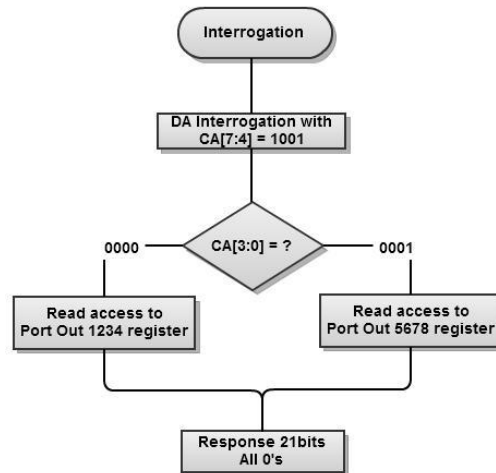 Interrogation
DA Interrogation with
CA[7:4] = 1001
0000
CA[3:0] = ?
0001
Read access to
Port Out 1234 register
Read access to
Port Out 5678 register
Response 21bits
All 0's